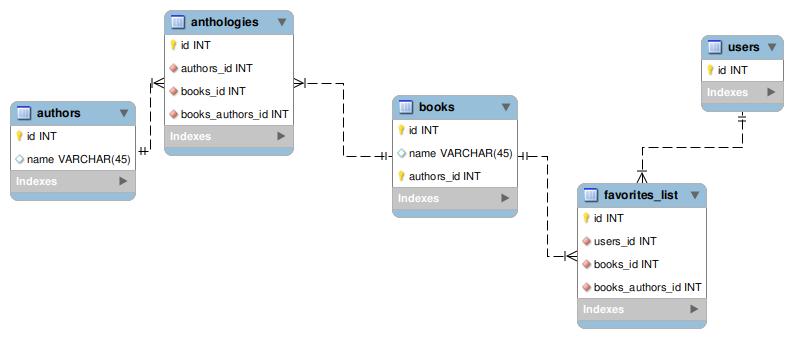 anthologies
id INT
authors_id INT
books_id INT
books_authors_id INT
Indexes
authors
id INT
name VARCHAR(45)
Indexes
books
id INT
name VARCHAR(45)
authors_id INT
Indexes
users
id INT
Indexes
favorites_list
id INT
users_id INT
books_id INT
books_authors_id INT
Indexes